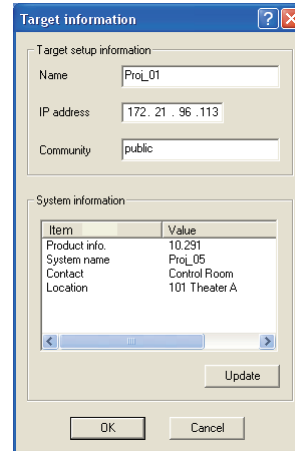 Target information
Target setup information
Name Proj_01
IP address 172. 21 . 96 .113
Community public
System information
Item Value
Product info. 10.291
System name Proj_05
Contact Control Room
Location 101 Theater A
Update
OK Cancel